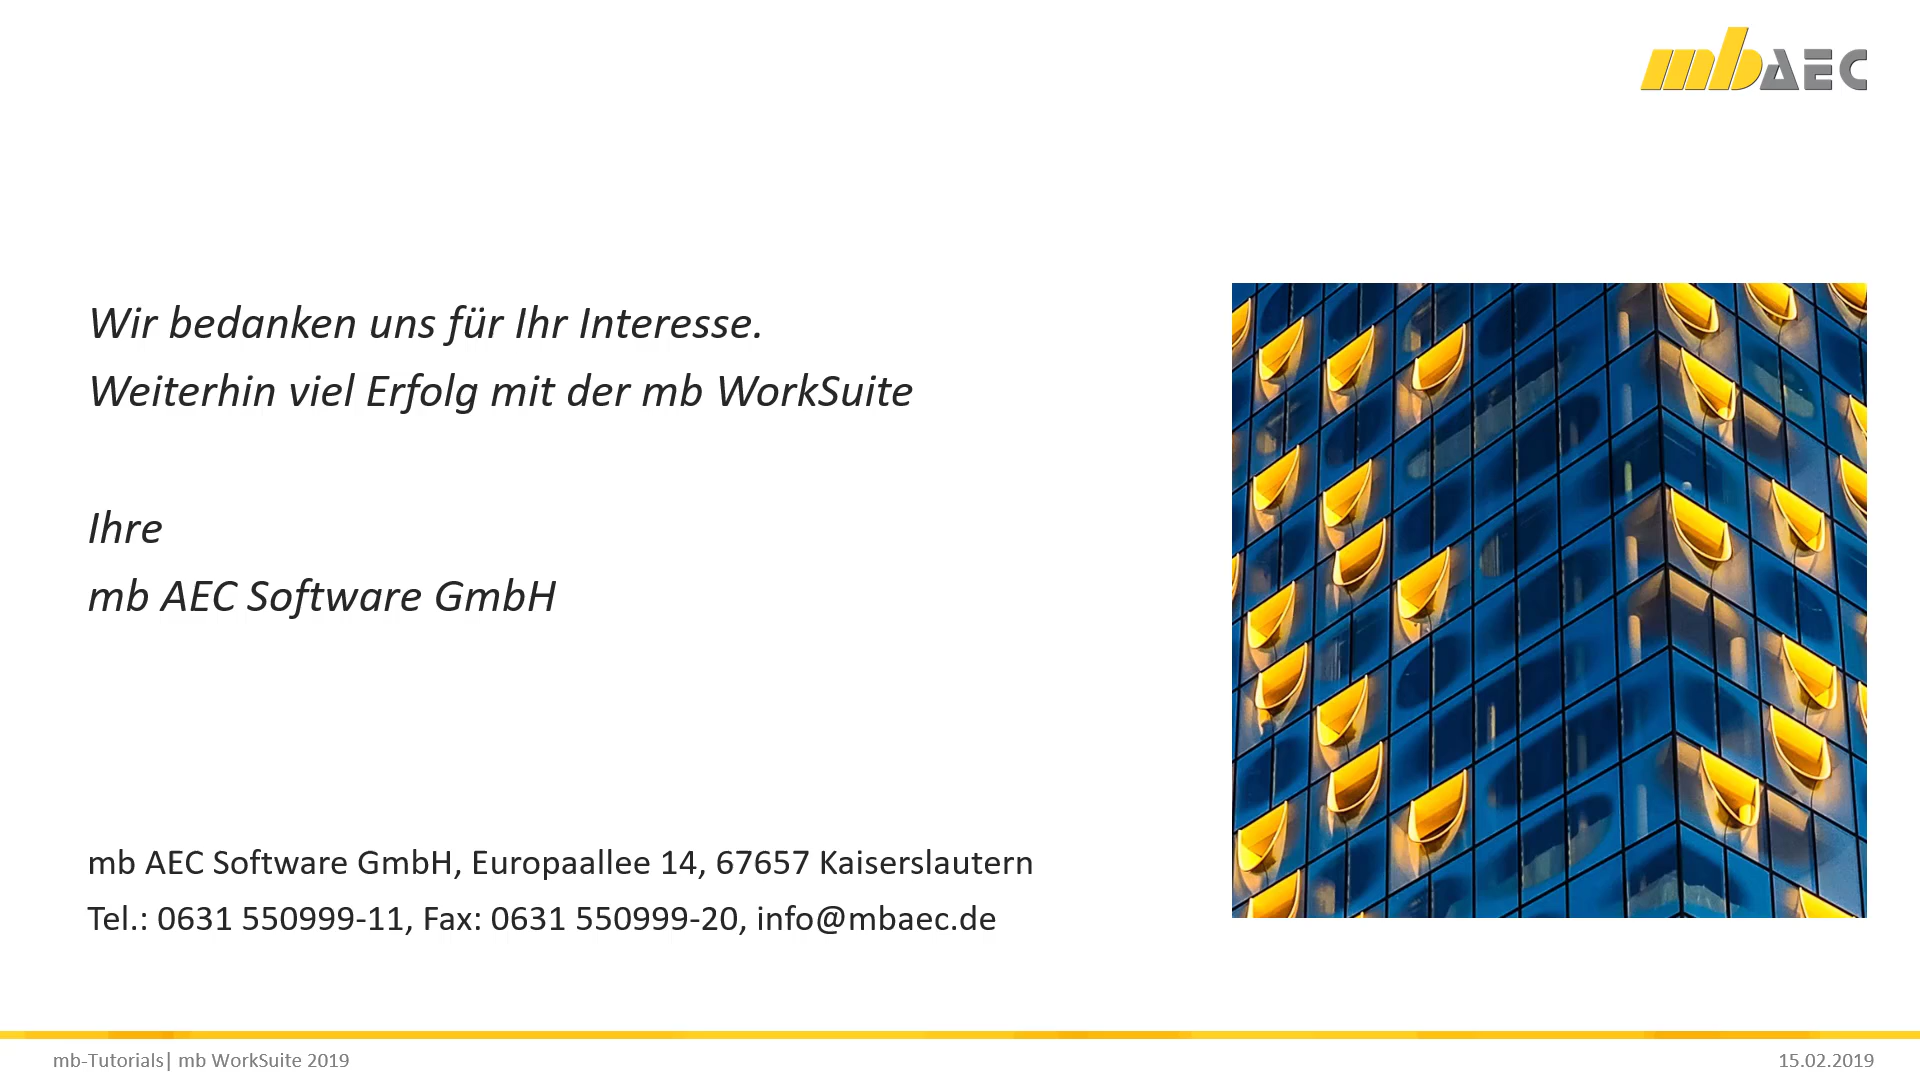 mbAEC
Wir bedanken uns für Ihr Interesse.
Weiterhin viel Erfolg mit der mb WorkSuite
Ihre
mb AEC Software GmbH
mb AEC Software GmbH, Europaallee 14, 67657 Kaiserslautern
Tel.: 0631 550999-11, Fax: 0631 550999-20, info@mbaec.de
mb-Tutorials| mb WorkSuite 2019
15.02.2019